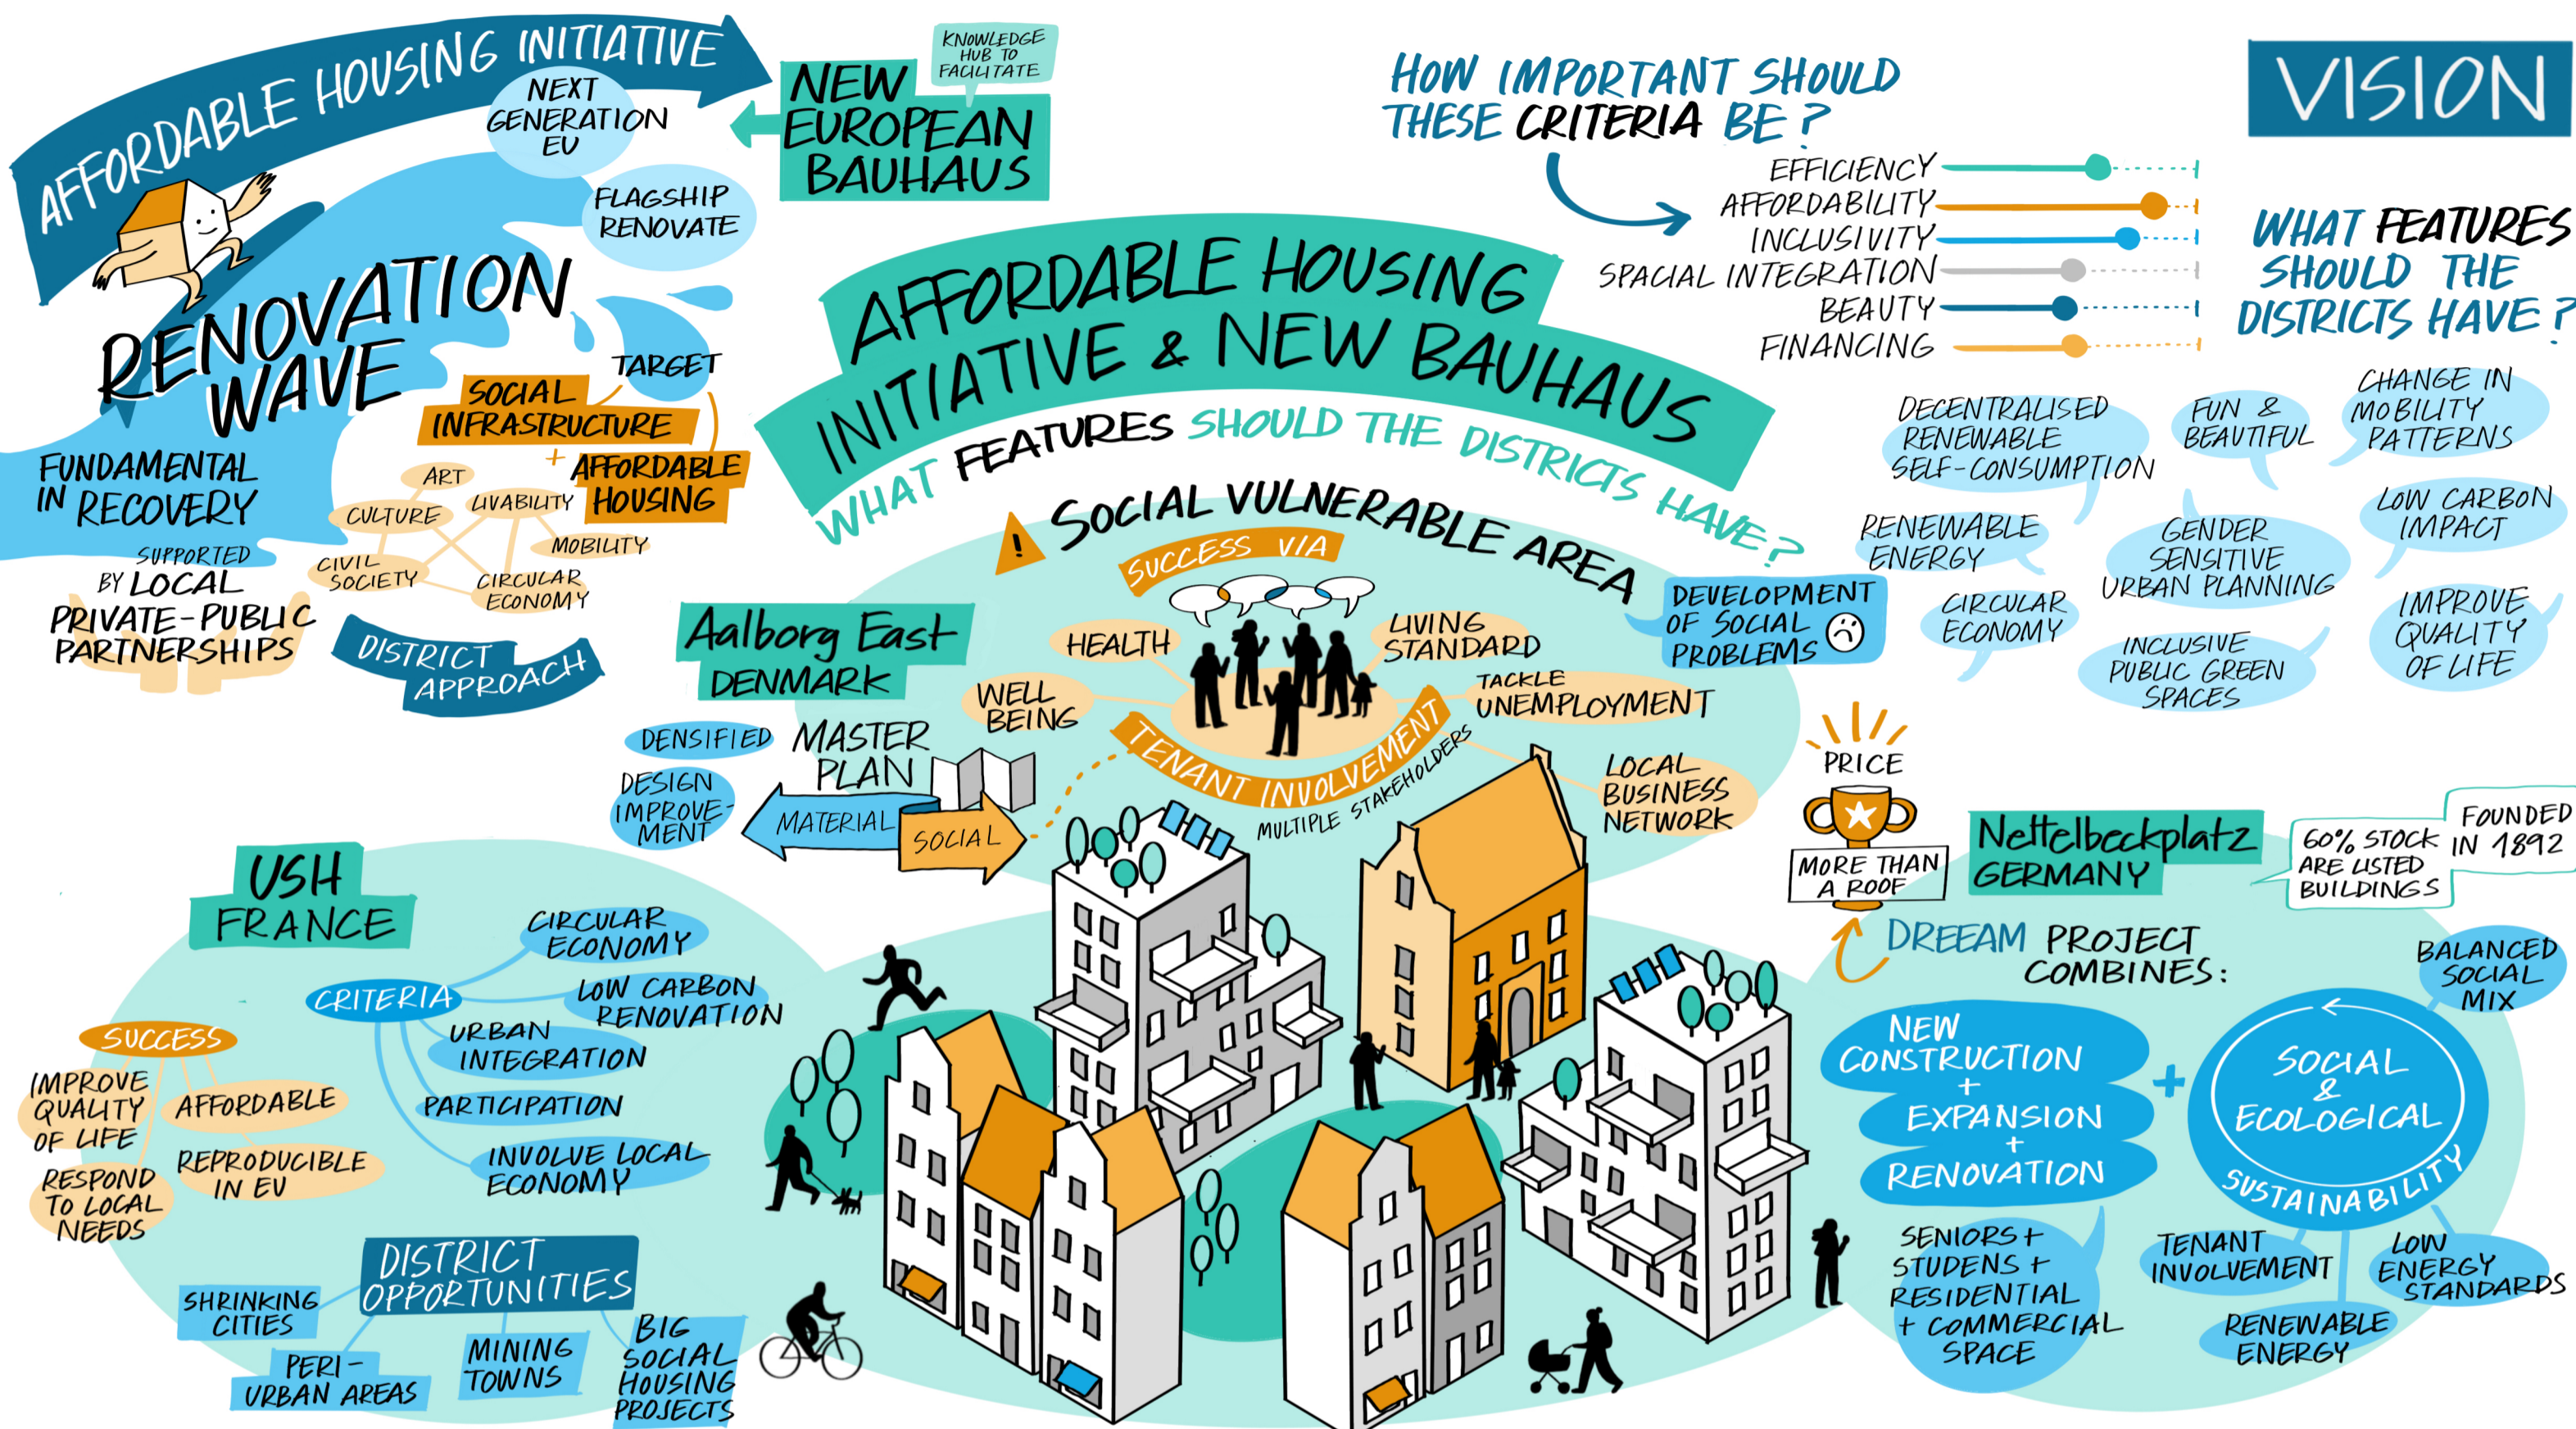 AFFORDABLE HOUSING INITIATIVE
NEXT
GENERATION
EU
FLAGSHIP
RENOVATE
KNOWLEDGE
HUB TO
FACILITATE
NEW
EUROPEAN
BAUHAUS
RENOVATION
WAVE
TARGET
SOCIAL
INFRASTRUCTURE
+ AFFORDABLE
HOUSING
FUNDAMENTAL
IN RECOVERY
SUPPORTED
BY LOCAL
PRIVATE-PUBLIC
PARTNERSHIPS
ART
CULTURE
LIVABILITY
MOBILITY
CIVIL
SOCIETY
CIRCULAR
ECONOMY
DISTRICT
APPROACH
AFFORDABLE HOUSING
INITIATIVE & NEW BAUHAUS
WHAT FEATURES SHOULD THE DISTRICTS HAVE?
HOW IMPORTANT SHOULD
THESE CRITERIA BE?
EFFICIENCY
AFFORDABILITY
INCLUSIVITY
SPACIAL INTEGRATION
BEAUTY
FINANCING
VISION
WHAT FEATURES
SHOULD THE
DISTRICTS HAVE?
DECENTRALISED
RENEWABLE
SELF-CONSUMPTION
FUN &
BEAUTIFUL
CHANGE IN
MOBILITY
PATTERNS
RENEWABLE
ENERGY
GENDER
SENSITIVE
URBAN PLANNING
LOW CARBON
IMPACT
CIRCULAR
ECONOMY
INCLUSIVE
PUBLIC GREEN
SPACES
IMPROVE
QUALITY
OF LIFE
! SOCIAL VULNERABLE AREA
SUCCESS VIA
DEVELOPMENT
OF SOCIAL
PROBLEMS
Aalborg East
DENMARK
HEALTH
WELL
BEING
LIVING
STANDARD
TACKLE
UNEMPLOYMENT
LOCAL
BUSINESS
NETWORK
TENANT INVOLVEMENT
MULTIPLE STAKEHOLDERS
DENSIFIED
DESIGN
IMPROVE-
MENT
MASTER
PLAN
MATERIAL
SOCIAL
USH
FRANCE
CRITERIA
CIRCULAR
ECONOMY
LOW CARBON
RENOVATION
URBAN
INTEGRATION
PARTICIPATION
INVOLVE LOCAL
ECONOMY
SUCCESS
IMPROVE
QUALITY
OF LIFE
AFFORDABLE
RESPOND
TO LOCAL
NEEDS
REPRODUCIBLE
IN EU
DISTRICT
OPPORTUNITIES
SHRINKING
CITIES
PERI-
URBAN AREAS
MINING
TOWNS
BIG
SOCIAL
HOUSING
PROJECTS
PRICE
MORE THAN
A ROOF
Nettelbeckplatz
GERMANY
60% STOCK
ARE LISTED
BUILDINGS
FOUNDED
IN 1892
DREEAM PROJECT
COMBINES:
NEW
CONSTRUCTION
+
EXPANSION
+
RENOVATION
+
SOCIAL
&
ECOLOGICAL
SUSTAINABILITY
BALANCED
SOCIAL
MIX
SENIORS +
STUDENS +
RESIDENTIAL
+ COMMERCIAL
SPACE
TENANT
INVOLVEMENT
RENEWABLE
ENERGY
LOW
ENERGY
STANDARDS